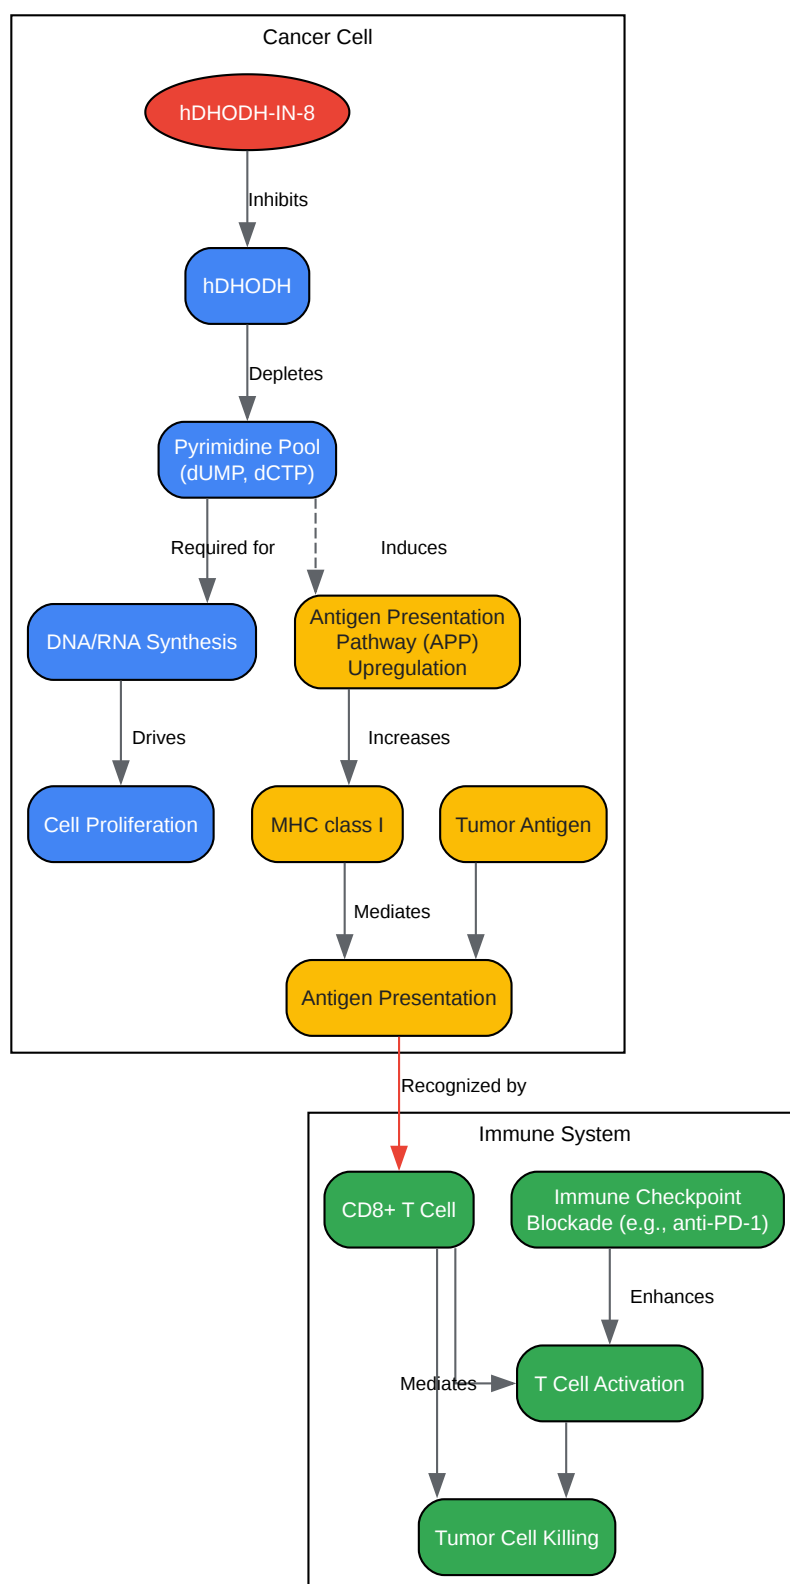 Cancer Cell
hDHODH-IN-8
Inhibits
hDHODH
Depletes
Pyrimidine Pool
(dUMP, dCTP)
Required for
Induces
DNA/RNA Synthesis
Antigen Presentation
Pathway (APP)
Upregulation
Drives
Increases
Cell Proliferation
MHC class I
Tumor Antigen
Mediates
Antigen Presentation
Recognized by
Immune System
CD8+ T Cell
Immune Checkpoint
Blockade (e.g., anti-PD-1)
Enhances
Mediates
T Cell Activation
Tumor Cell Killing